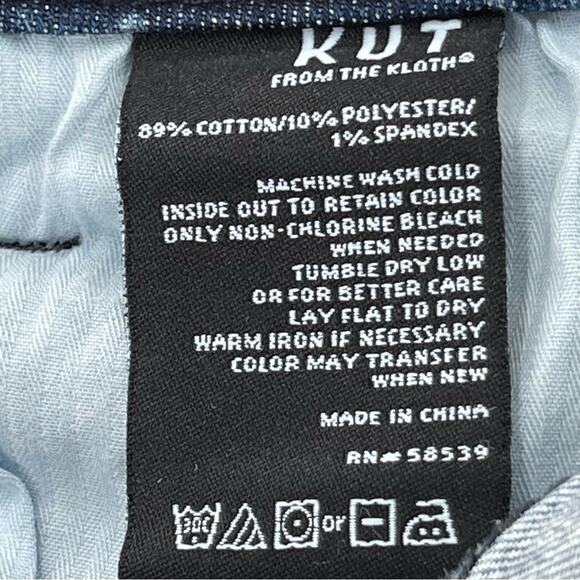 KUT
FROM THE KLOTH®
89% COTTON/10% POLYESTER/
1% SPANDEX
MACHINE WASH COLD
INSIDE OUT TO RETAIN COLOR
ONLY NON-CHLORINE BLEACH
WHEN NEEDED
TUMBLE DRY LOW
OR FOR BETTER CARE
LAY FLAT TO DRY
WARM IRON IF NECESSARY
COLOR MAY TRANSFER
WHEN NEW
MADE IN CHINA
RN# 58539
30C or